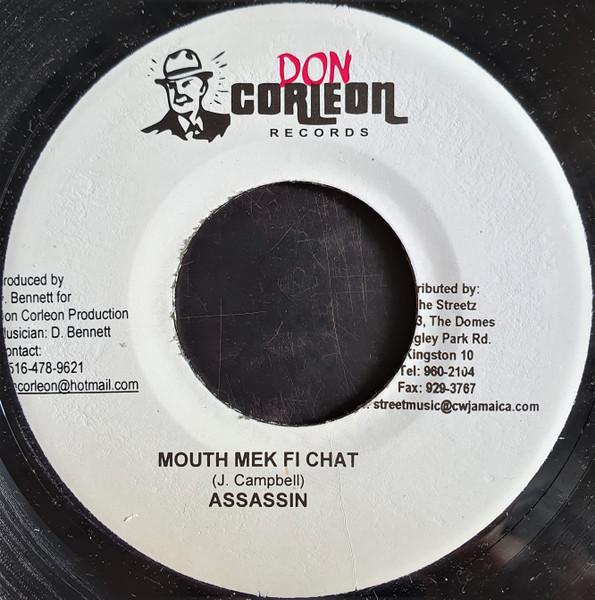 DON
CORLEON
RECORDS
roduced by
. Bennett for
on Corleon Production
usician: D. Bennett
ontact:
516-478-9621
ncorleon@hotmail.com
ributed by:
he Streetz
3, The Domes
gley Park Rd.
Kingston 10
Tel: 960-2104
Fax: 929-3767
: streetmusic@cwjamaica.com
MOUTH MEK FI CHAT
(J. Campbell)
ASSASSIN